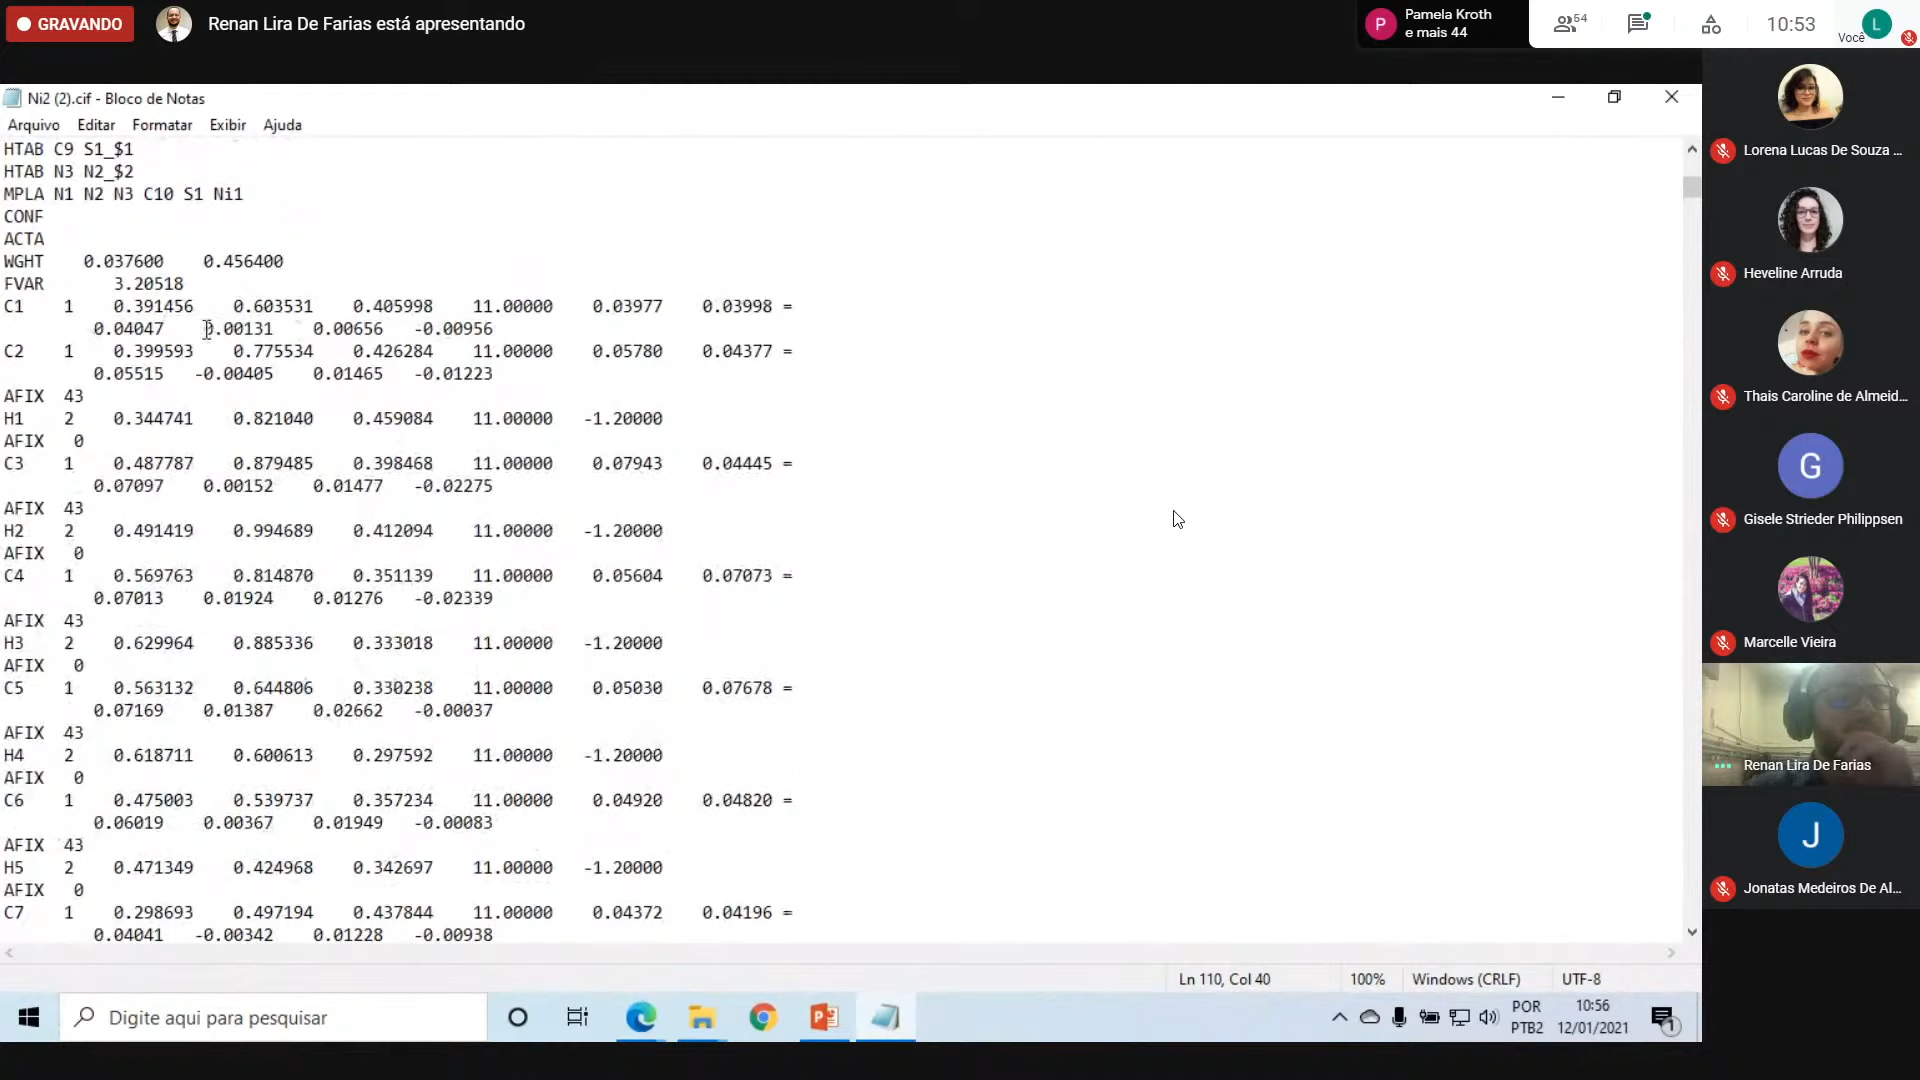 GRAVANDO
Renan Lira De Farias está apresentando
P
Pamela Kroth
e mais 44
54
10:53
Você
L
Ni2 (2).cif - Bloco de Notas
Arquivo Editar Formatar Exibir Ajuda
HTAB C9 S1_$1
HTAB N3 N2_$2
MPLA N1 N2 N3 C10 S1 Ni1
CONF
ACTA
WGHT 0.037600 0.456400
FVAR 3.20518
C1 1 0.391456 0.603531 0.405998 11.00000 0.03977 0.03998 =
0.04047 0.00131 0.00656 -0.00956
C2 1 0.399593 0.775534 0.426284 11.00000 0.05780 0.04377 =
0.05515 -0.00405 0.01465 -0.01223
AFIX 43
H1 2 0.344741 0.821040 0.459084 11.00000 -1.20000
AFIX 0
C3 1 0.487787 0.879485 0.398468 11.00000 0.07943 0.04445 =
0.07097 0.00152 0.01477 -0.02275
AFIX 43
H2 2 0.491419 0.994689 0.412094 11.00000 -1.20000
AFIX 0
C4 1 0.569763 0.814870 0.351139 11.00000 0.05604 0.07073 =
0.07013 0.01924 0.01276 -0.02339
AFIX 43
H3 2 0.629964 0.885336 0.333018 11.00000 -1.20000
AFIX 0
C5 1 0.563132 0.644806 0.330238 11.00000 0.05030 0.07678 =
0.07169 0.01387 0.02662 -0.00037
AFIX 43
H4 2 0.618711 0.600613 0.297592 11.00000 -1.20000
AFIX 0
C6 1 0.475003 0.539737 0.357234 11.00000 0.04920 0.04820 =
0.06019 0.00367 0.01949 -0.00083
AFIX 43
H5 2 0.471349 0.424968 0.342697 11.00000 -1.20000
AFIX 0
C7 1 0.298693 0.497194 0.437844 11.00000 0.04372 0.04196 =
0.04041 -0.00342 0.01228 -0.00938
Ln 110, Col 40 100% Windows (CRLF) UTF-8
Digite aqui para pesquisar
POR
PTB2
10:56
12/01/2021
1
Lorena Lucas De Souza ...
Heveline Arruda
Thais Caroline de Almeid...
G
Gisele Strieder Philippsen
Marcelle Vieira
Renan Lira De Farias
J
Jonatas Medeiros De Al...